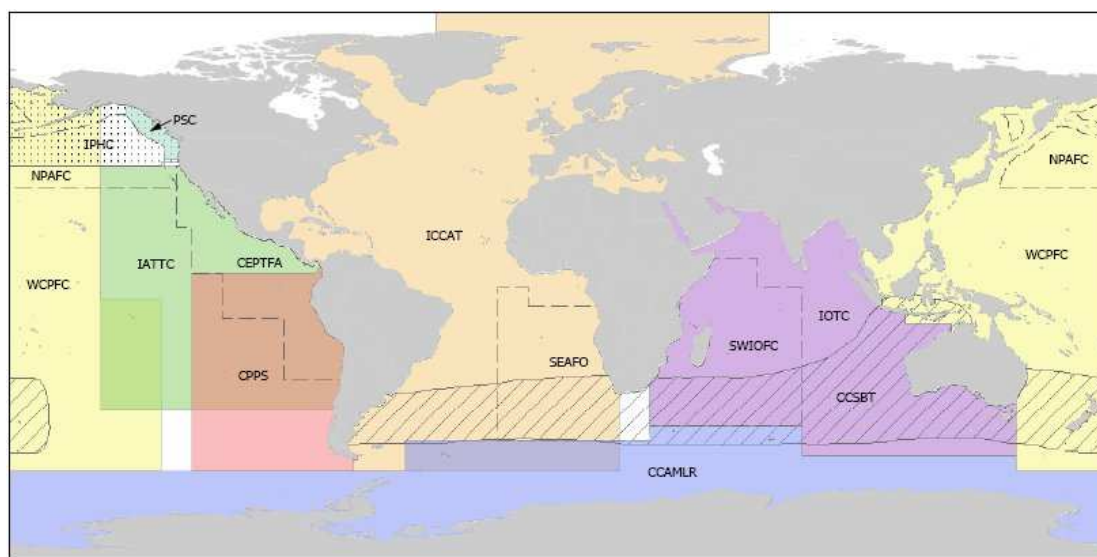 PSC
IPHC
NPAFC
NPAFC
ICCAT
WCPFC
IATTC
CEPTFA
WCPFC
IOTC
SWIOFC
SEAFO
CPPS
CCSBT
CCAMLR